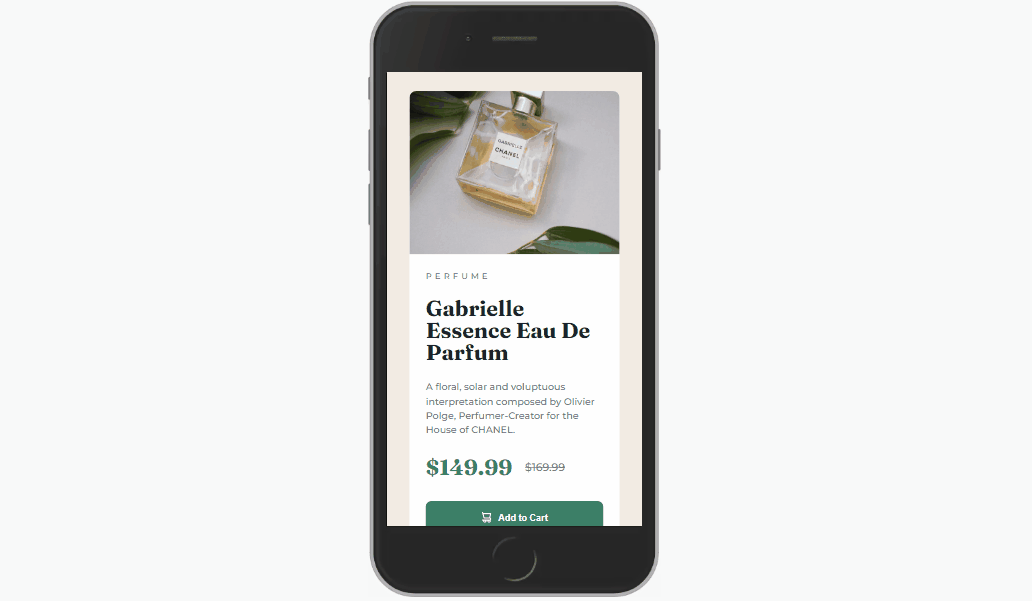 GABRIELLE
CHANEL
PERFUME
Gabrielle
Essence Eau De
Parfum
A floral, solar and voluptuous
interpretation composed by Olivier
Polge, Perfumer-Creator for the
House of CHANEL.
$149.99 $169.99
Add to Cart